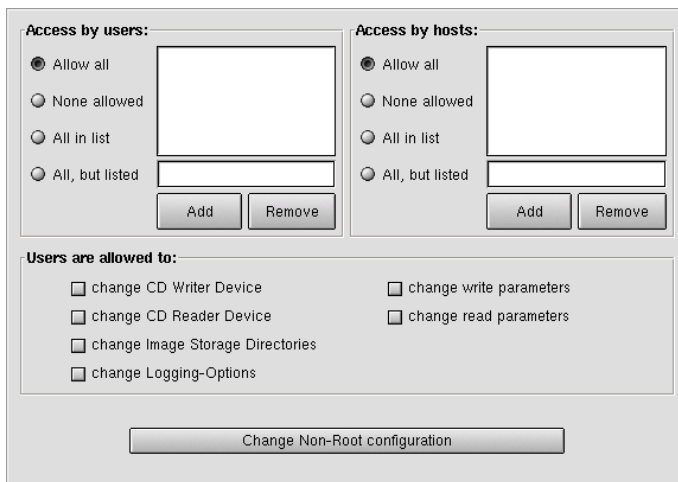 Access by users:
Allow all
None allowed
All in list
All, but listed
Add Remove
Access by hosts:
Allow all
None allowed
All in list
All, but listed
Add Remove
Users are allowed to:
change CD Writer Device
change CD Reader Device
change Image Storage Directories
change Logging-Options
change write parameters
change read parameters
Change Non-Root configuration